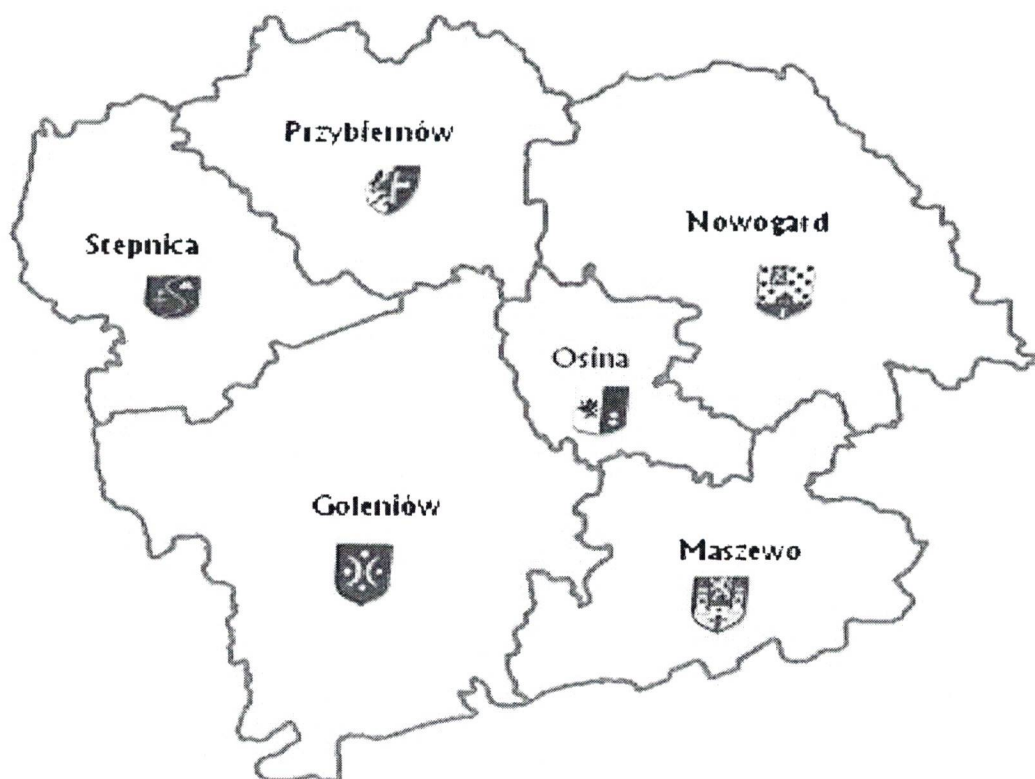 Przybiernów
Nowogard
Stepnica
Osina
Goleniów
Maszewo